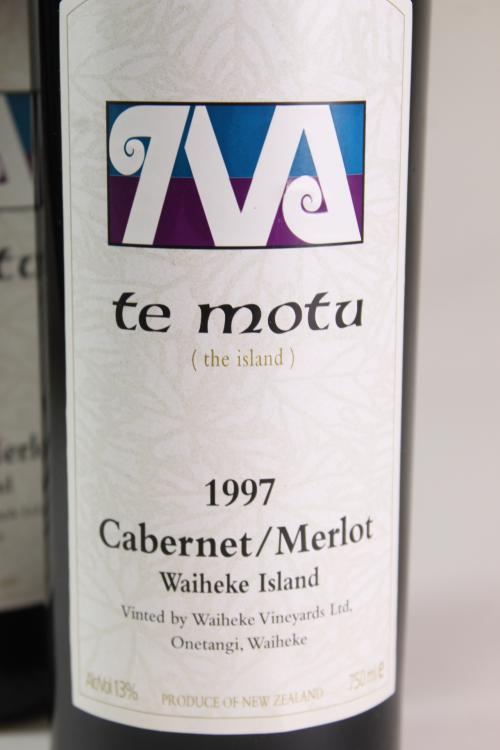 te motu
( the island )
1997
Cabernet/Merlot
Waiheke Island
Vinted by Waiheke Vineyards Ltd,
Onetangi, Waiheke
Alc/Vol 13%
PRODUCE OF NEW ZEALAND
750 ml e